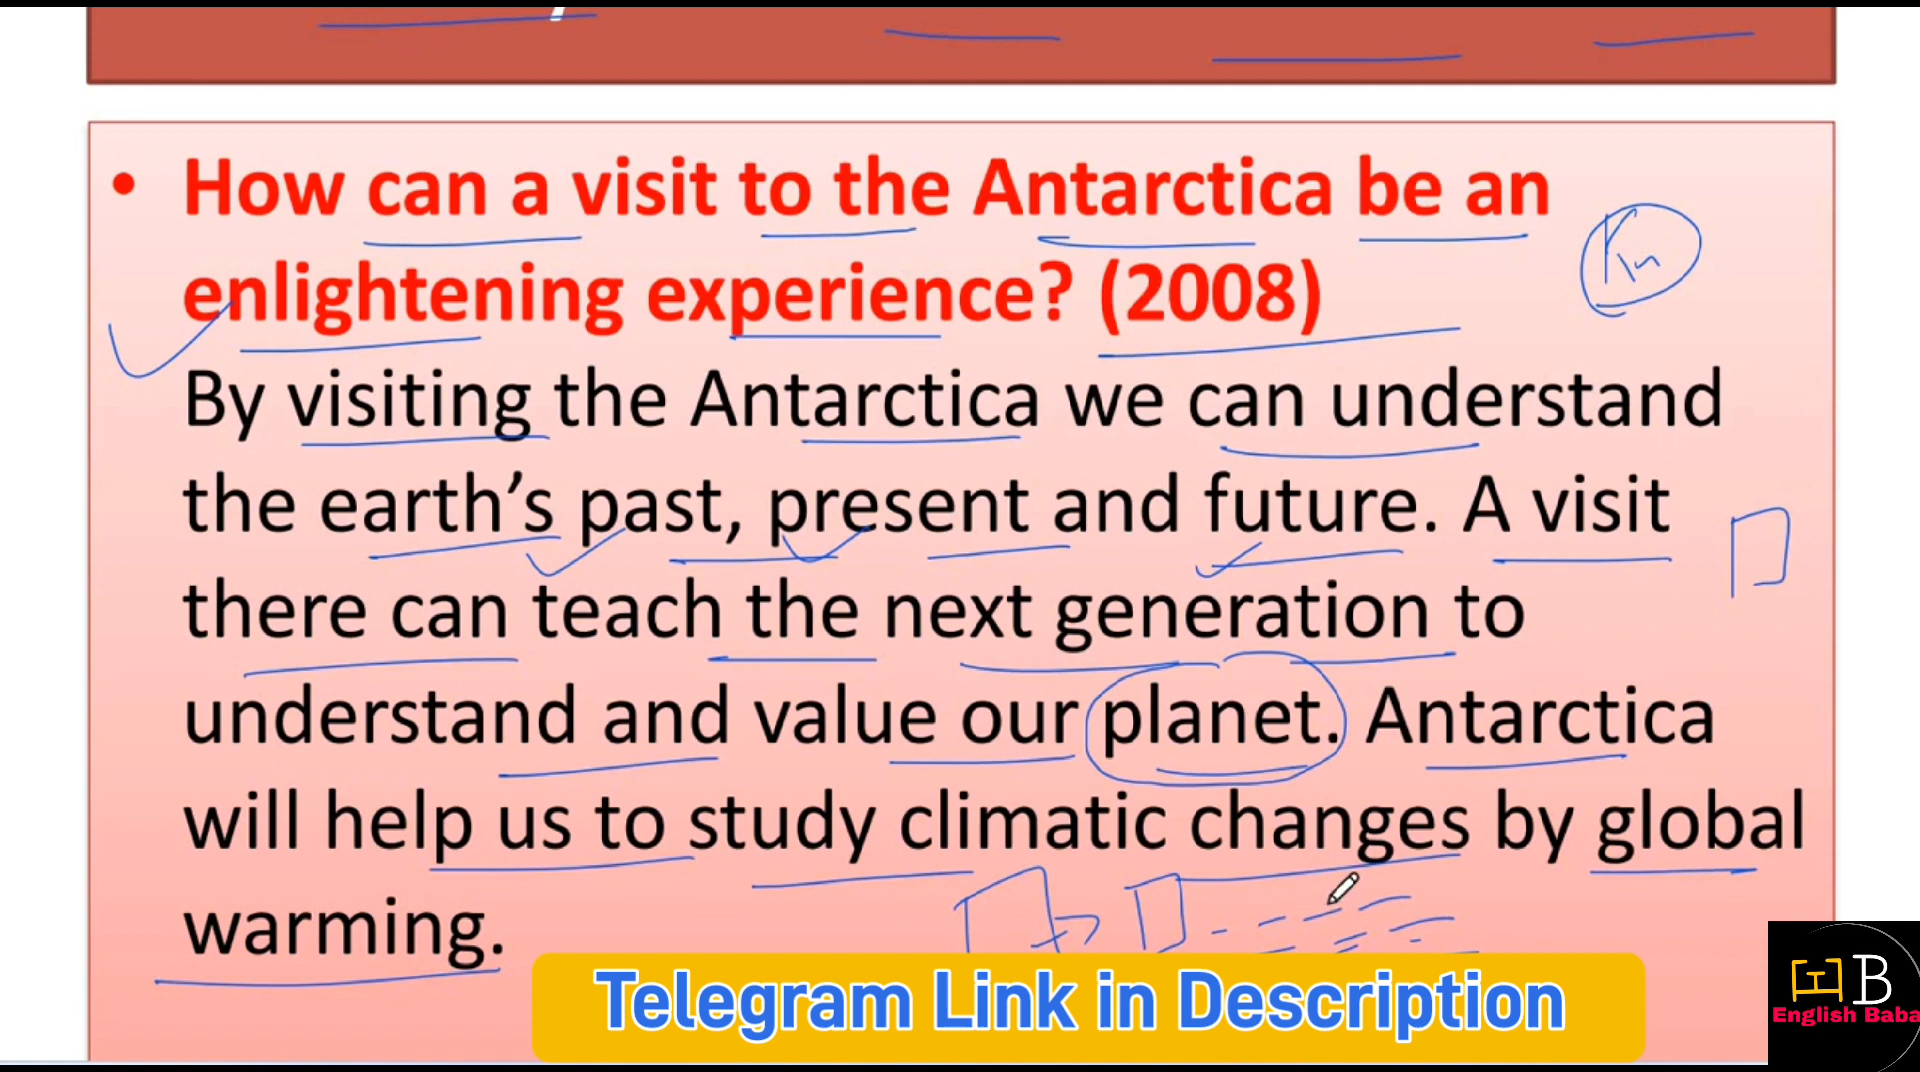 • How can a visit to the Antarctica be an
enlightening experience? (2008)
By visiting the Antarctica we can understand
the earth’s past, present and future. A visit
there can teach the next generation to
understand and value our planet. Antarctica
will help us to study climatic changes by global
warming.
Telegram Link in Description
B
English Baba